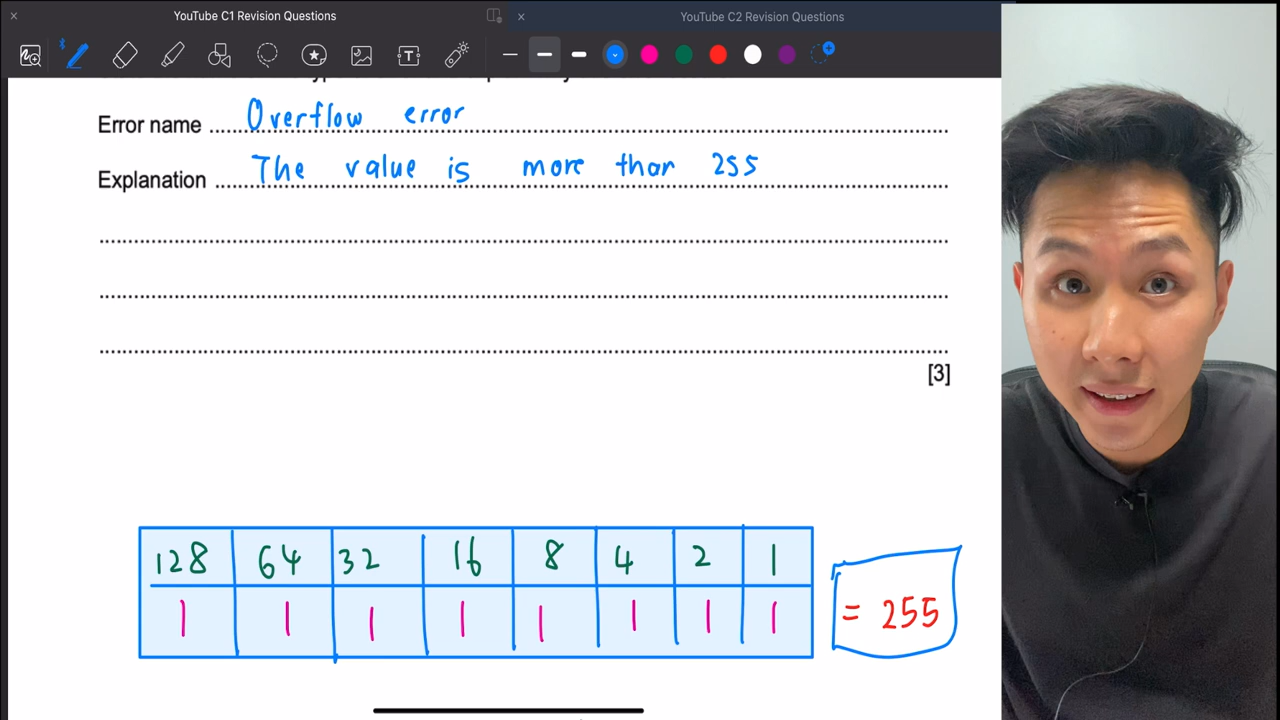 YouTube C1 Revision Questions
YouTube C2 Revision Questions
Error name Overflow error
Explanation The value is more than 255
[3]
128 64 32 16 8 4 2 1
1 1 1 1 1 1 1 1
= 255